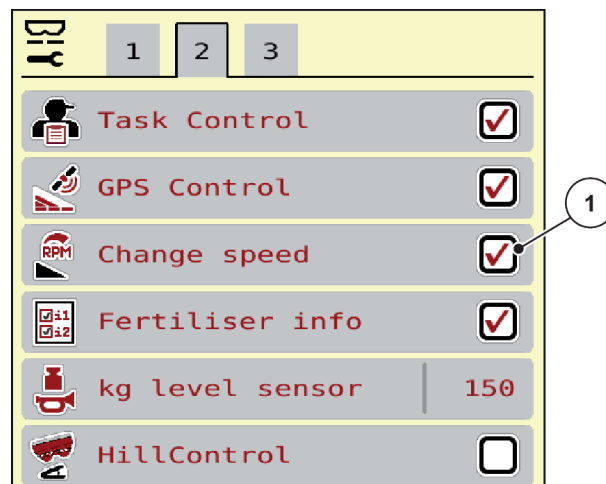 1 2 3
Task Control
GPS Control
1
RPM Change speed
i1 i2 Fertiliser info
kg level sensor 150
HillControl